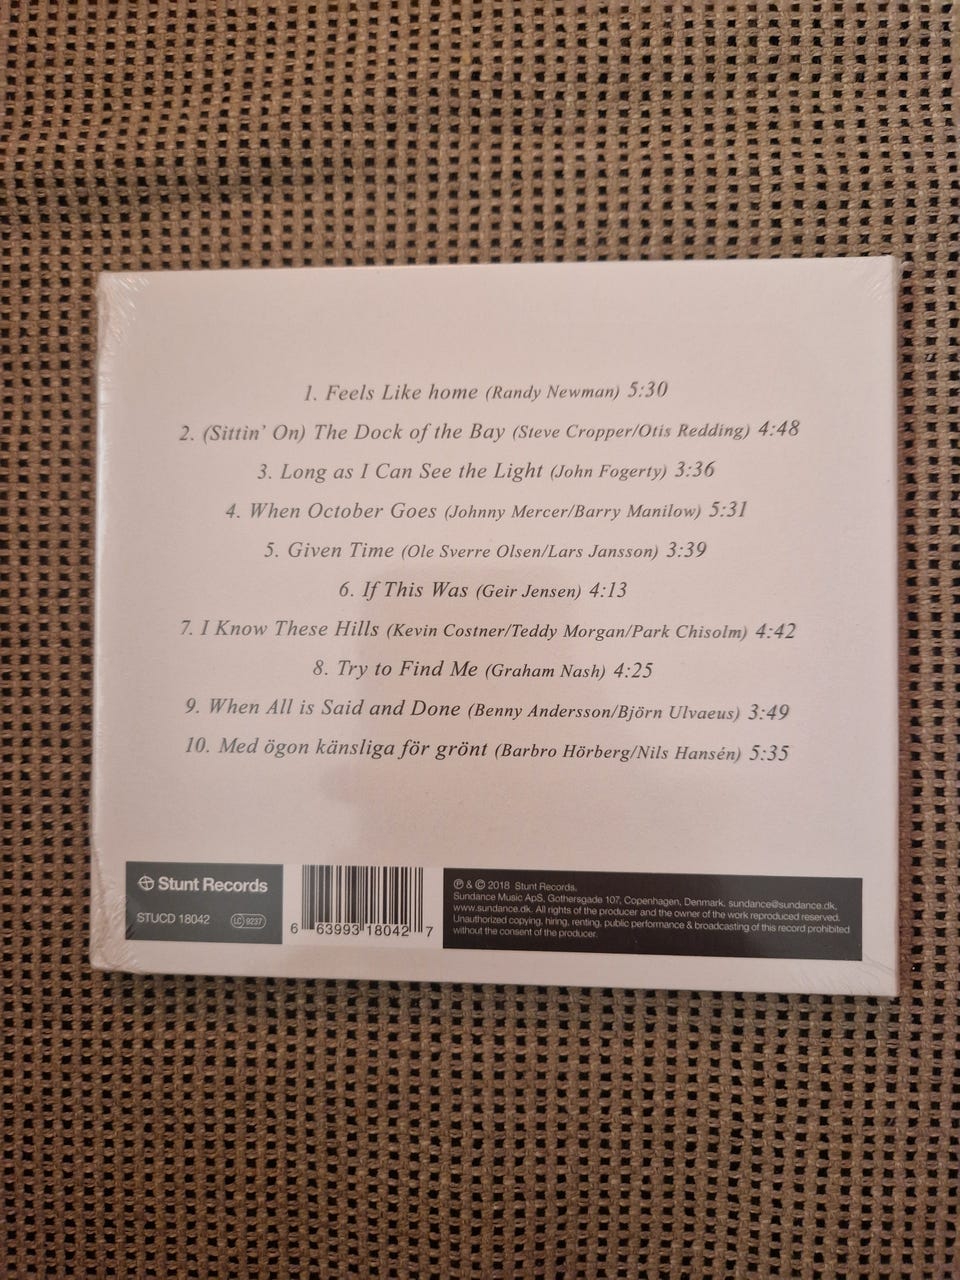 1. Feels Like home (Randy Newman) 5:30
2. (Sittin' On) The Dock of the Bay (Steve Cropper/Otis Redding) 4:48
3. Long as I Can See the Light (John Fogerty) 3:36
4. When October Goes (Johnny Mercer/Barry Manilow) 5:31
5. Given Time (Ole Sverre Olsen/Lars Jansson) 3:39
6. If This Was (Geir Jensen) 4:13
7. I Know These Hills (Kevin Costner/Teddy Morgan/Park Chisolm) 4:42
8. Try to Find Me (Graham Nash) 4:25
9. When All is Said and Done (Benny Andersson/Björn Ulvaeus) 3:49
10. Med ögon känsliga för grönt (Barbro Hörberg/Nils Hansén) 5:35
Stunt Records
STUCD 18042 LC 9237
6 63993 18042 7
℗ & © 2018 Stunt Records.
Sundance Music ApS, Gothersgade 107, Copenhagen, Denmark, sundance@sundance.dk,
www.sundance.dk. All rights of the producer and the owner of the work reproduced reserved.
Unauthorized copying, hiring, renting, public performance & broadcasting of this record prohibited
without the consent of the producer.